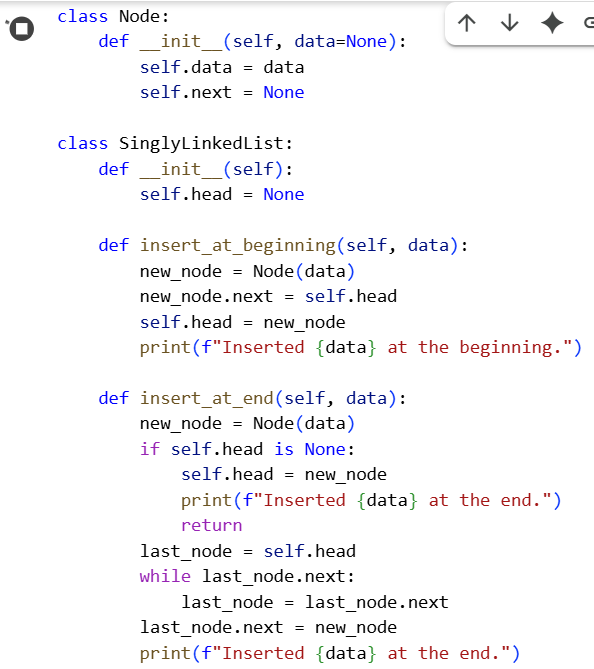 class Node:
    def __init__(self, data=None):
        self.data = data
        self.next = None

class SinglyLinkedList:
    def __init__(self):
        self.head = None

    def insert_at_beginning(self, data):
        new_node = Node(data)
        new_node.next = self.head
        self.head = new_node
        print(f"Inserted {data} at the beginning.")

    def insert_at_end(self, data):
        new_node = Node(data)
        if self.head is None:
            self.head = new_node
            print(f"Inserted {data} at the end.")
            return
        last_node = self.head
        while last_node.next:
            last_node = last_node.next
        last_node.next = new_node
        print(f"Inserted {data} at the end.")